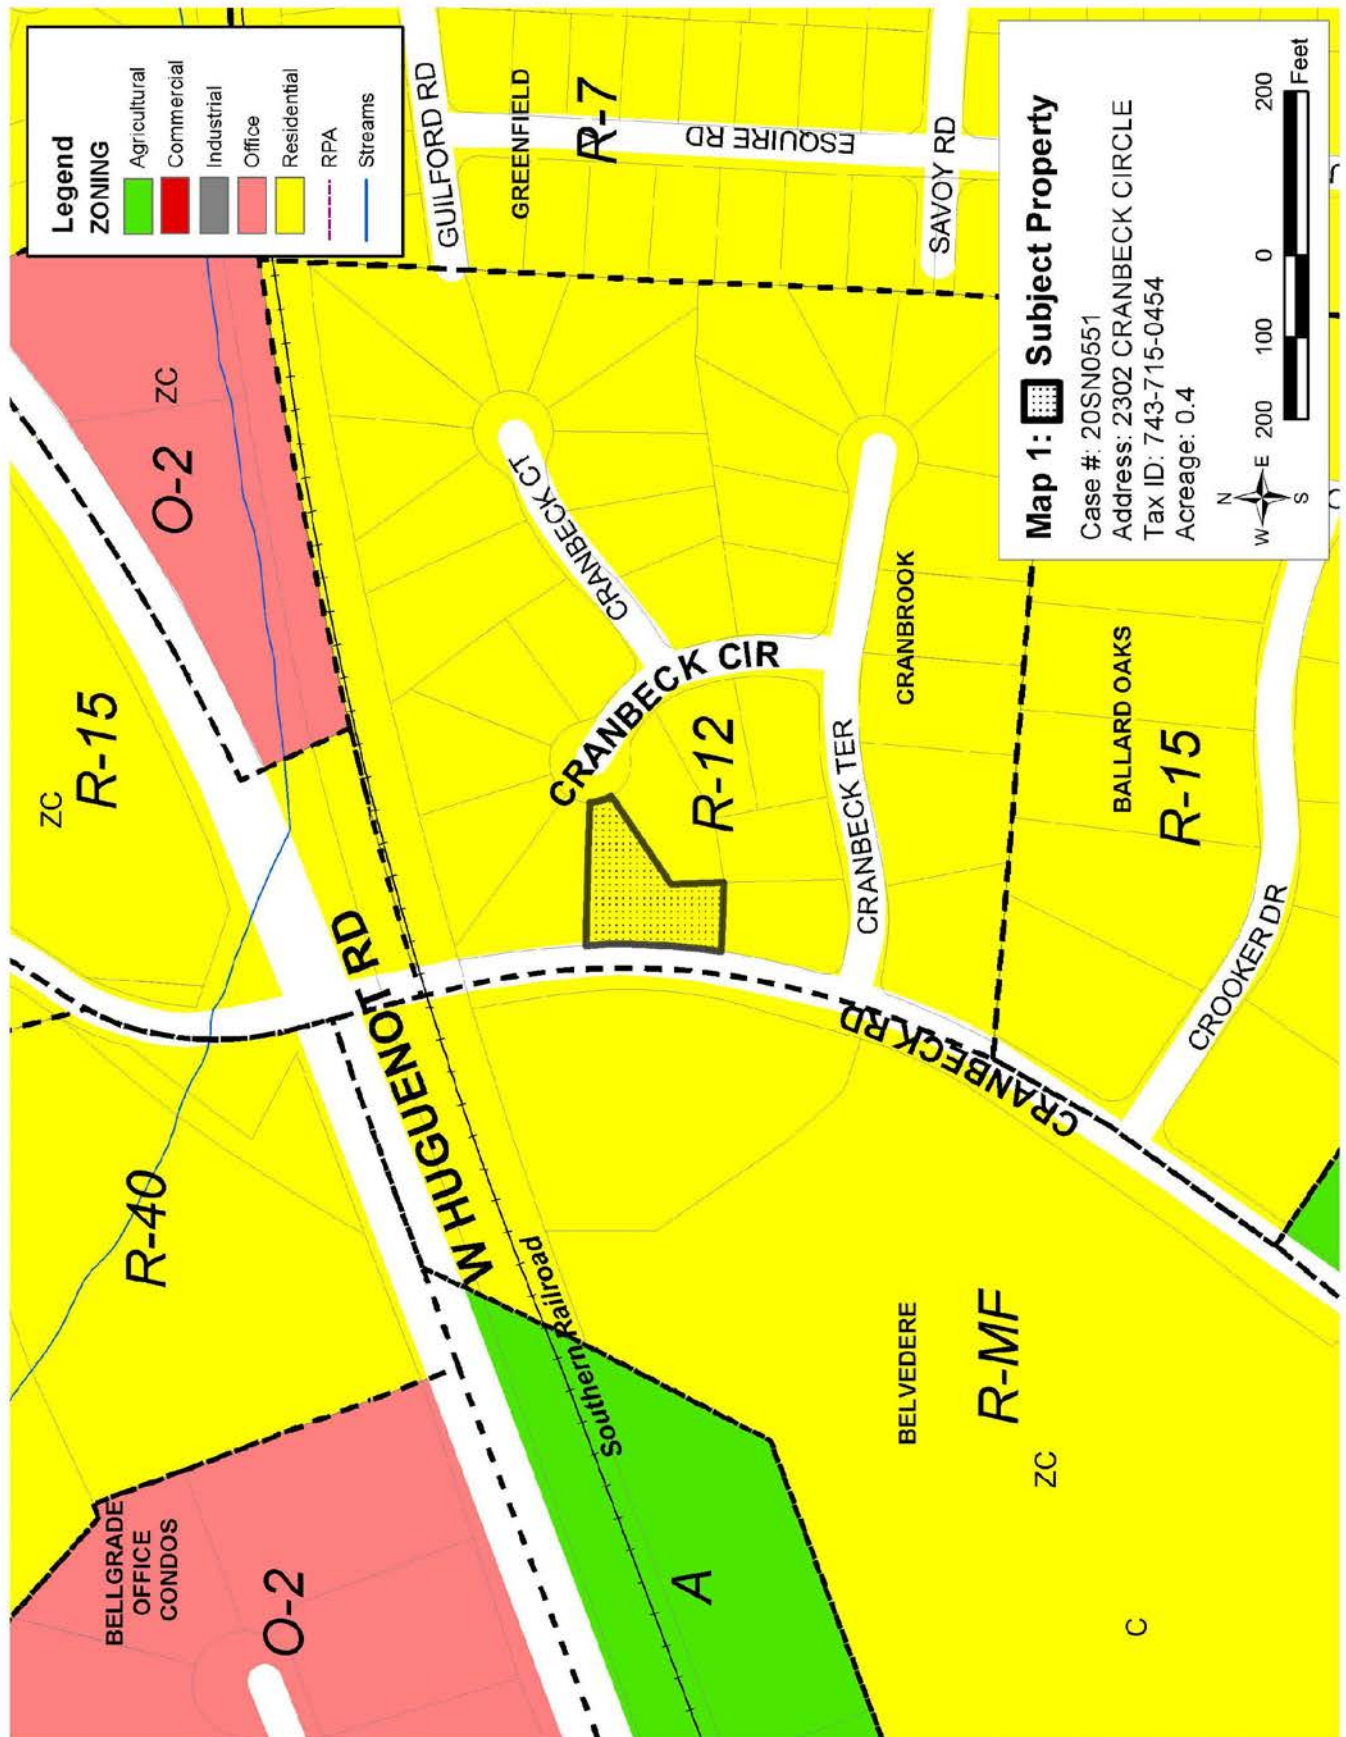 Legend
ZONING
Agricultural
Commercial
Industrial
Office
Residential
RPA
Streams
BELLGRADE
OFFICE
CONDOS
O-2
R-40
ZC
R-15
O-2
ZC
GUILFORD RD
GREENFIELD
R-7
ESQUIRE RD
SAVOY RD
W HUGUENOT RD
Southern Railroad
A
CRANBECK CT
CRANBECK CIR
R-12
CRANBECK TER
CRANBROOK
CRANBECK RD
BELVEDERE
R-MF
ZC
C
BALLARD OAKS
R-15
CROOKER DR
Map 1: Subject Property
Case #: 20SN0551
Address: 2302 CRANBECK CIRCLE
Tax ID: 743-715-0454
Acreage: 0.4
N
W E
S
200 100 0 200
Feet